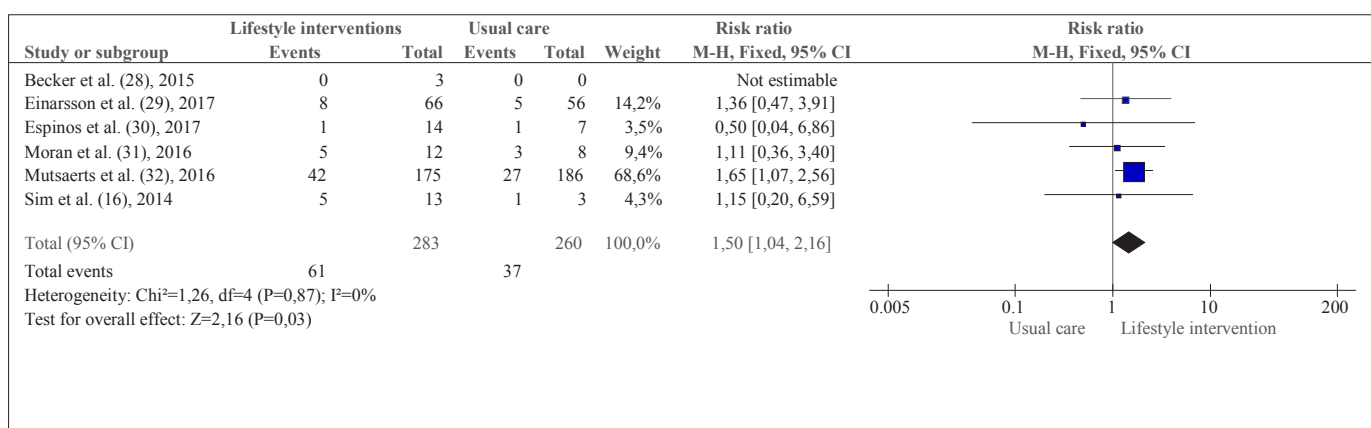 Lifestyle interventions Usual care Risk ratio Risk ratio
Study or subgroup Events Total Events Total Weight M-H, Fixed, 95% CI M-H, Fixed, 95% CI
Becker et al. (28), 2015 0 3 0 0 Not estimable
Einarsson et al. (29), 2017 8 66 5 56 14,2% 1,36 [0,47, 3,91]
Espinos et al. (30), 2017 1 14 1 7 3,5% 0,50 [0,04, 6,86]
Moran et al. (31), 2016 5 12 3 8 9,4% 1,11 [0,36, 3,40]
Mutsaerts et al. (32), 2016 42 175 27 186 68,6% 1,65 [1,07, 2,56]
Sim et al. (16), 2014 5 13 1 3 4,3% 1,15 [0,20, 6,59]
Total (95% CI) 283 260 100,0% 1,50 [1,04, 2,16]
Total events 61 37
Heterogeneity: Chi²=1,26, df=4 (P=0,87); I²=0%
Test for overall effect: Z=2,16 (P=0,03)
0.005 0.1 1 10 200
Usual care Lifestyle intervention